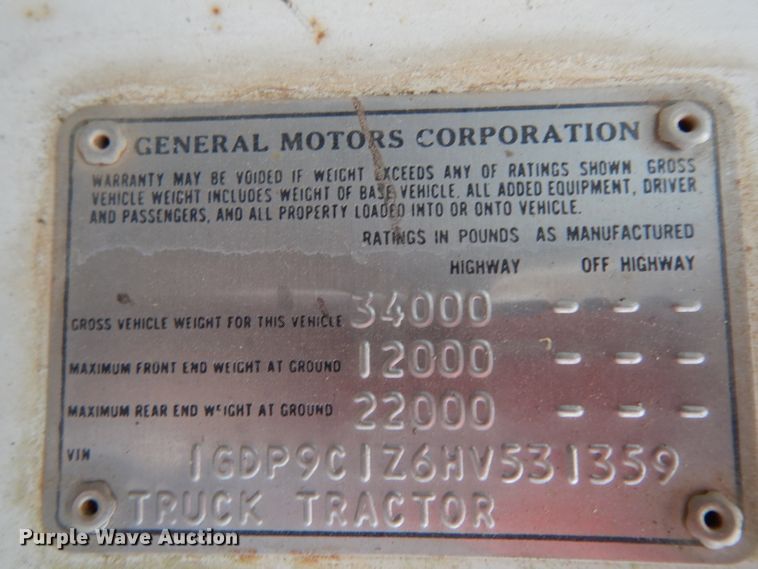 GENERAL MOTORS CORPORATION
WARRANTY MAY BE VOIDED IF WEIGHT EXCEEDS ANY OF RATINGS SHOWN. GROSS
VEHICLE WEIGHT INCLUDES WEIGHT OF BASE VEHICLE, ALL ADDED EQUIPMENT, DRIVER
AND PASSENGERS, AND ALL PROPERTY LOADED INTO OR ONTO VEHICLE.
RATINGS IN POUNDS AS MANUFACTURED
HIGHWAY OFF HIGHWAY
GROSS VEHICLE WEIGHT FOR THIS VEHICLE 34000 - - -
MAXIMUM FRONT END WEIGHT AT GROUND 12000 - - -
MAXIMUM REAR END WEIGHT AT GROUND 22000 - - -
VIN 1GDP9C1Z6HV531359
TRUCK TRACTOR
Purple Wave Auction